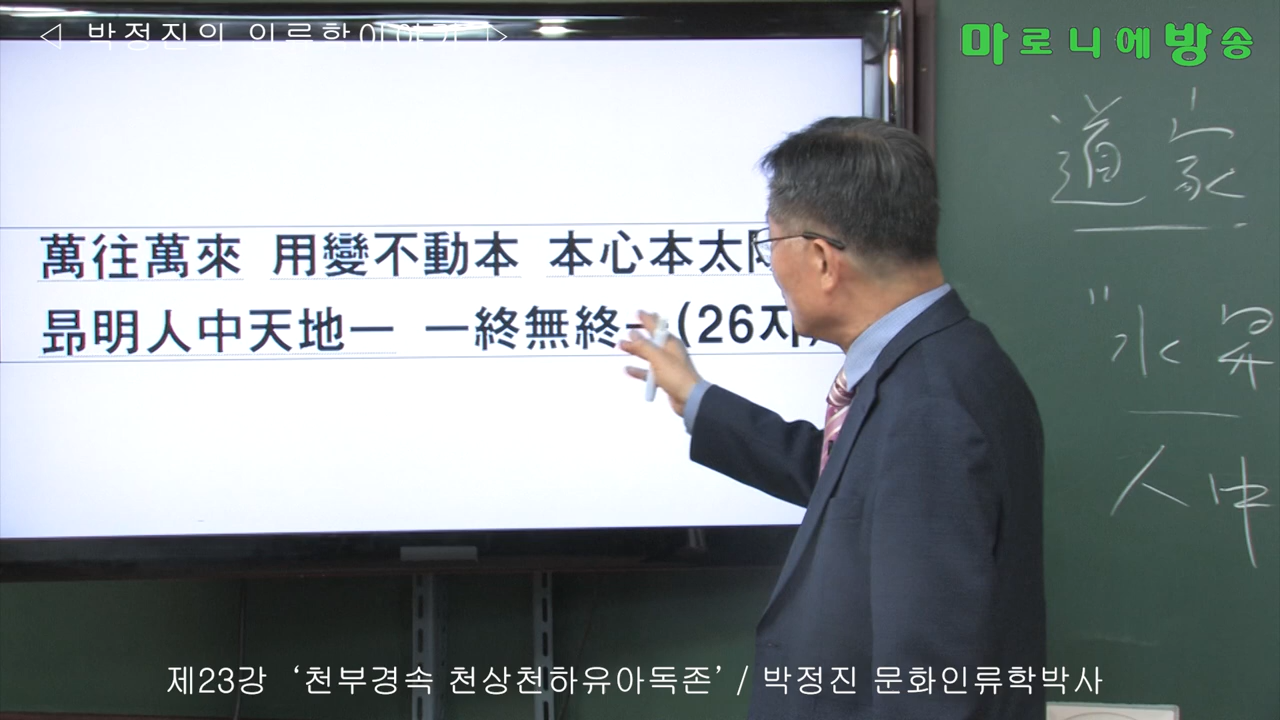 ◁ 박정진의 인류학이야기 ▷
마로니에방송
萬往萬來 用變不動本 本心本太陽
昻明人中天地一 一終無終一 (26자)
道家
"水昇
人中
제23강 ‘천부경속 천상천하유아독존’ / 박정진 문화인류학박사